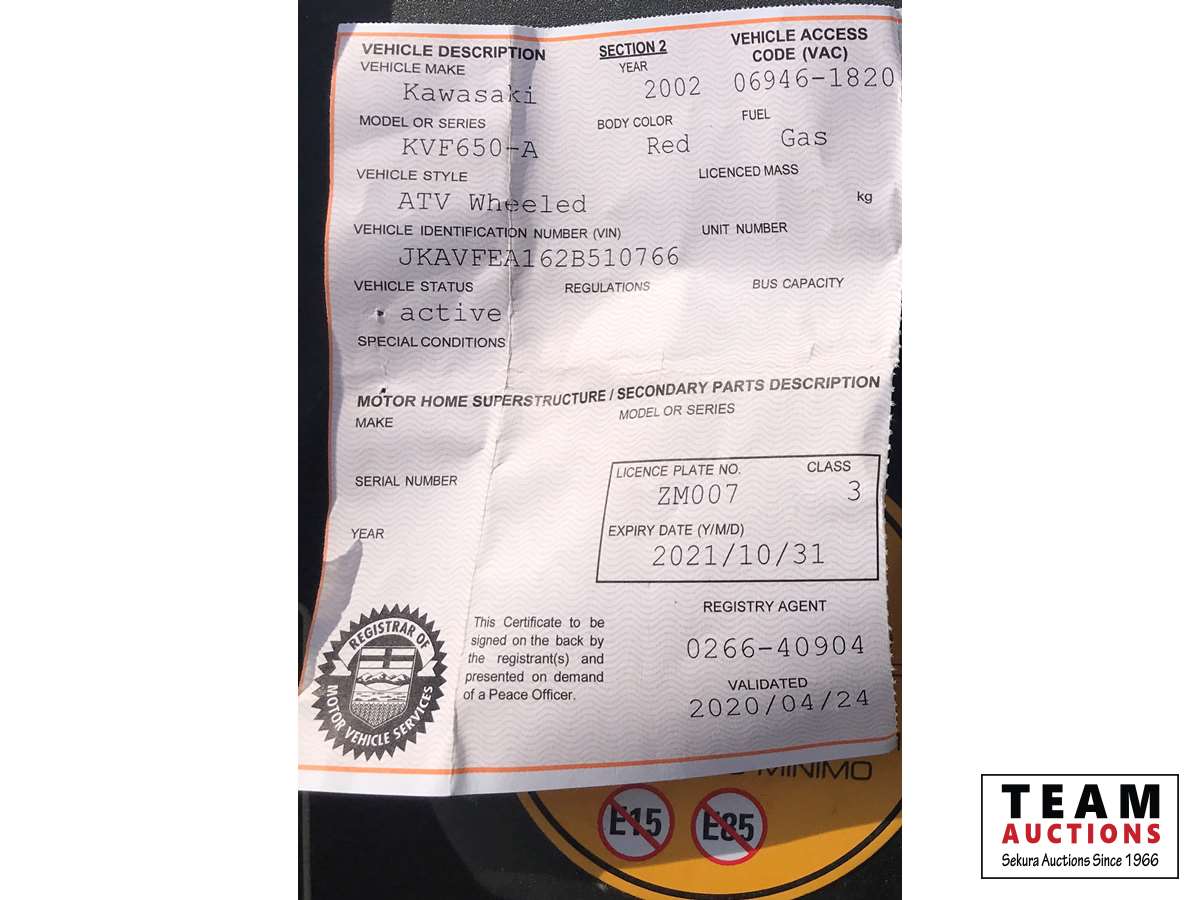 VEHICLE DESCRIPTION SECTION 2 VEHICLE ACCESS
VEHICLE MAKE YEAR CODE (VAC)
Kawasaki 2002 06946-1820
MODEL OR SERIES BODY COLOR FUEL
KVF650-A Red Gas
VEHICLE STYLE LICENCED MASS
ATV Wheeled kg
VEHICLE IDENTIFICATION NUMBER (VIN) UNIT NUMBER
JKAVFEA162B510766
VEHICLE STATUS REGULATIONS BUS CAPACITY
active
SPECIAL CONDITIONS
MOTOR HOME SUPERSTRUCTURE / SECONDARY PARTS DESCRIPTION
MAKE MODEL OR SERIES
SERIAL NUMBER
YEAR
LICENCE PLATE NO. CLASS
ZM007 3
EXPIRY DATE (Y/M/D)
2021/10/31
REGISTRAR OF
MOTOR VEHICLE SERVICES
This Certificate to be
signed on the back by
the registrant(s) and
presented on demand
of a Peace Officer.
REGISTRY AGENT
0266-40904
VALIDATED
2020/04/24
MINIMO
E15 E85
TEAM
AUCTIONS
Sekura Auctions Since 1966